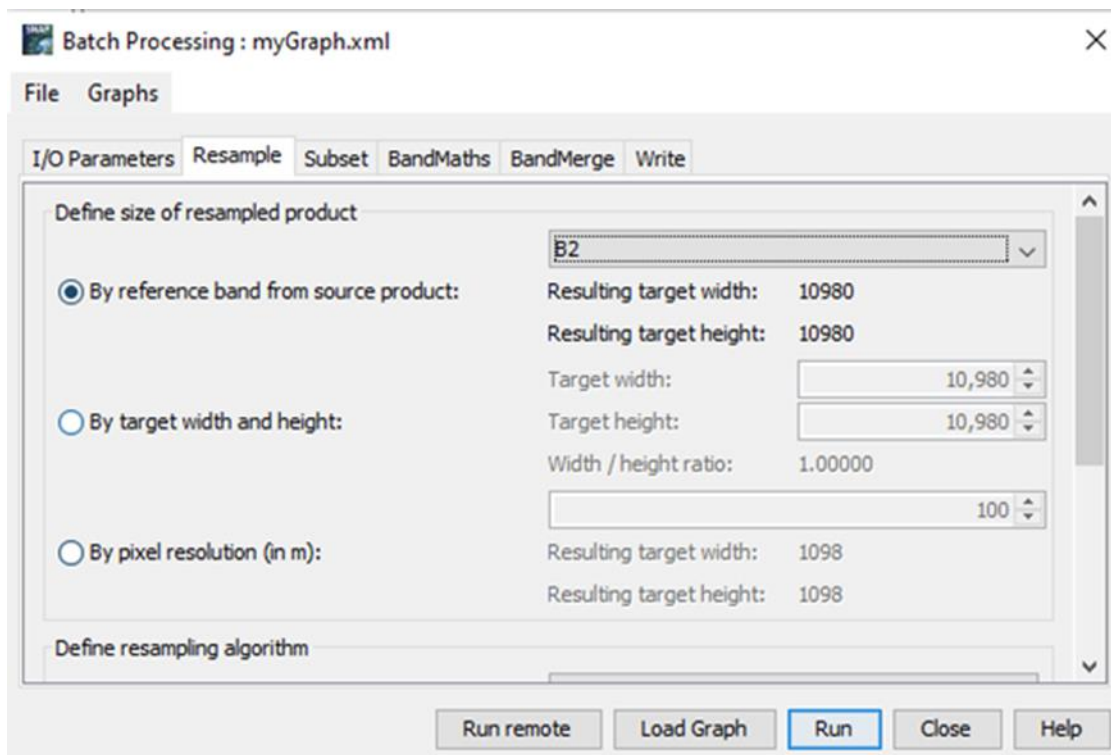 Batch Processing : myGraph.xml
File Graphs
I/O Parameters Resample Subset BandMaths BandMerge Write
Define size of resampled product
B2
By reference band from source product: Resulting target width: 10980
Resulting target height: 10980
Target width: 10,980
By target width and height: Target height: 10,980
Width / height ratio: 1.00000
100
By pixel resolution (in m): Resulting target width: 1098
Resulting target height: 1098
Define resampling algorithm
Run remote Load Graph Run Close Help